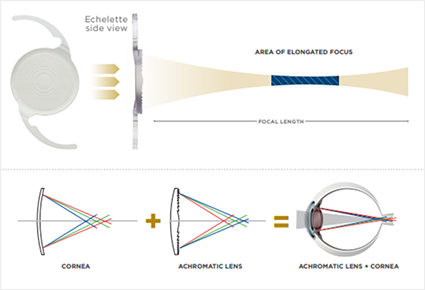 Echelette
side view
AREA OF ELONGATED FOCUS
FOCAL LENGTH
+
=
CORNEA
ACHROMATIC LENS
ACHROMATIC LENS + CORNEA